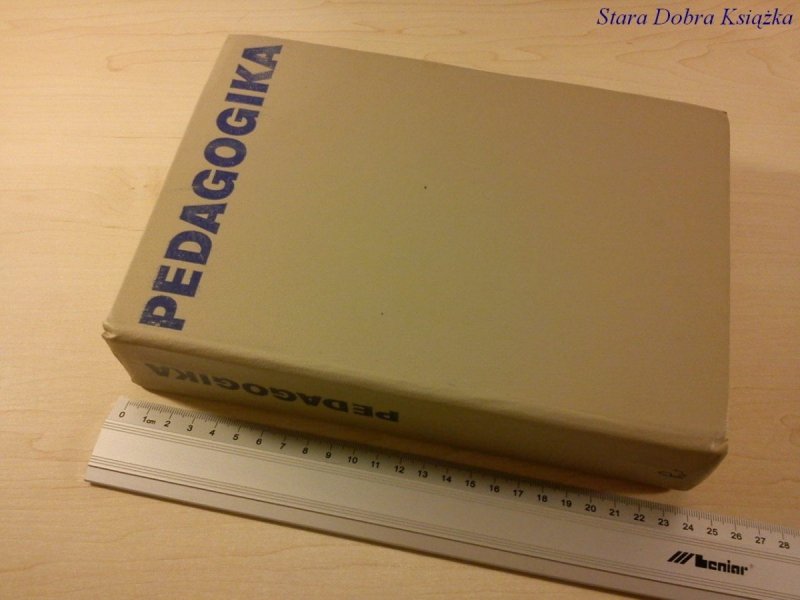 Stara Dobra Książka
PEDAGOGIKA
PEDAGOGIKA
0 1cm 2 3 4 5 6 7 8 9 10 11 12 13 14 15 16 17 18 19 20 21 22 23 24 25 26 27 28
leniar